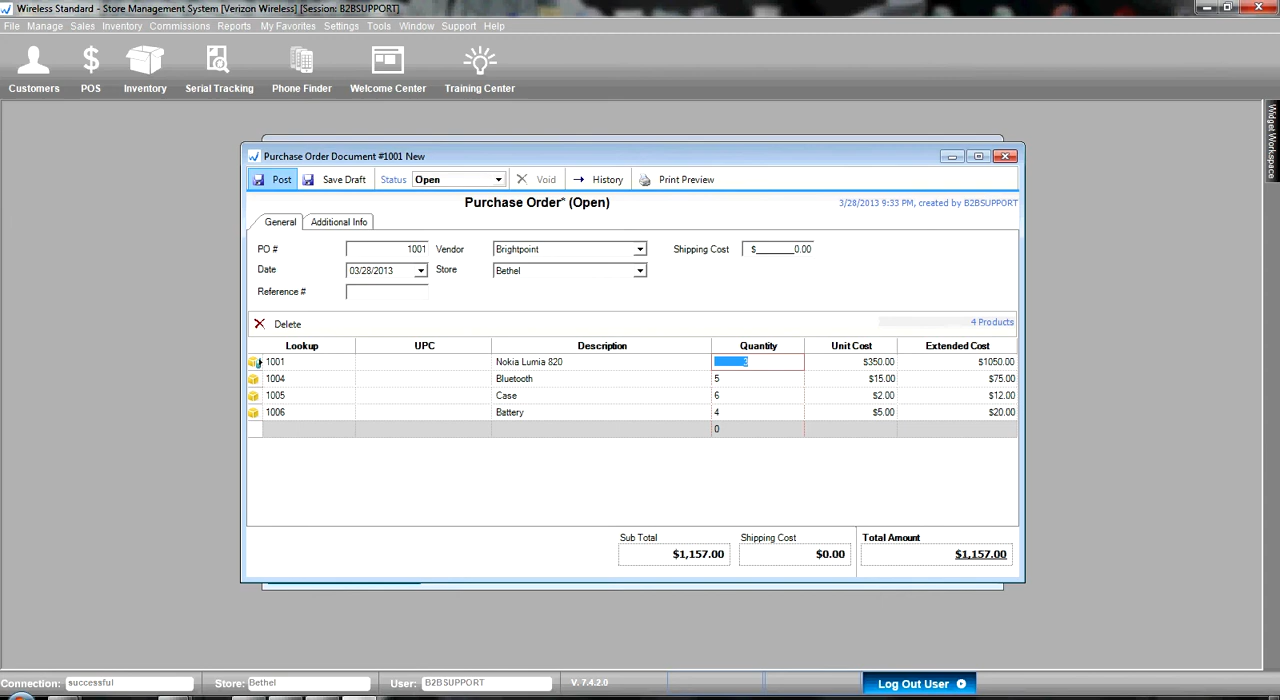 Wireless Standard - Store Management System [Verizon Wireless] [Session: B2BSUPPORT]
File Manage Sales Inventory Commissions Reports My Favorites Settings Tools Window Support Help
Customers POS Inventory Serial Tracking Phone Finder Welcome Center Training Center
Widget Workspace
Purchase Order Document #1001 New
Post Save Draft Status Open Void History Print Preview
Purchase Order* (Open) 3/28/2013 9:33 PM, created by B2BSUPPORT
General Additional Info
PO # 1001 Vendor Brightpoint Shipping Cost $_______0.00
Date 03/28/2013 Store Bethel
Reference #
Delete 4 Products
Lookup UPC Description Quantity Unit Cost Extended Cost
1001 Nokia Lumia 820 3 $350.00 $1050.00
1004 Bluetooth 5 $15.00 $75.00
1005 Case 6 $2.00 $12.00
1006 Battery 4 $5.00 $20.00
0
Sub Total Shipping Cost Total Amount
$1,157.00 $0.00 $1,157.00
Connection: successful Store: Bethel User: B2BSUPPORT V. 7.4.2.0 Log Out User